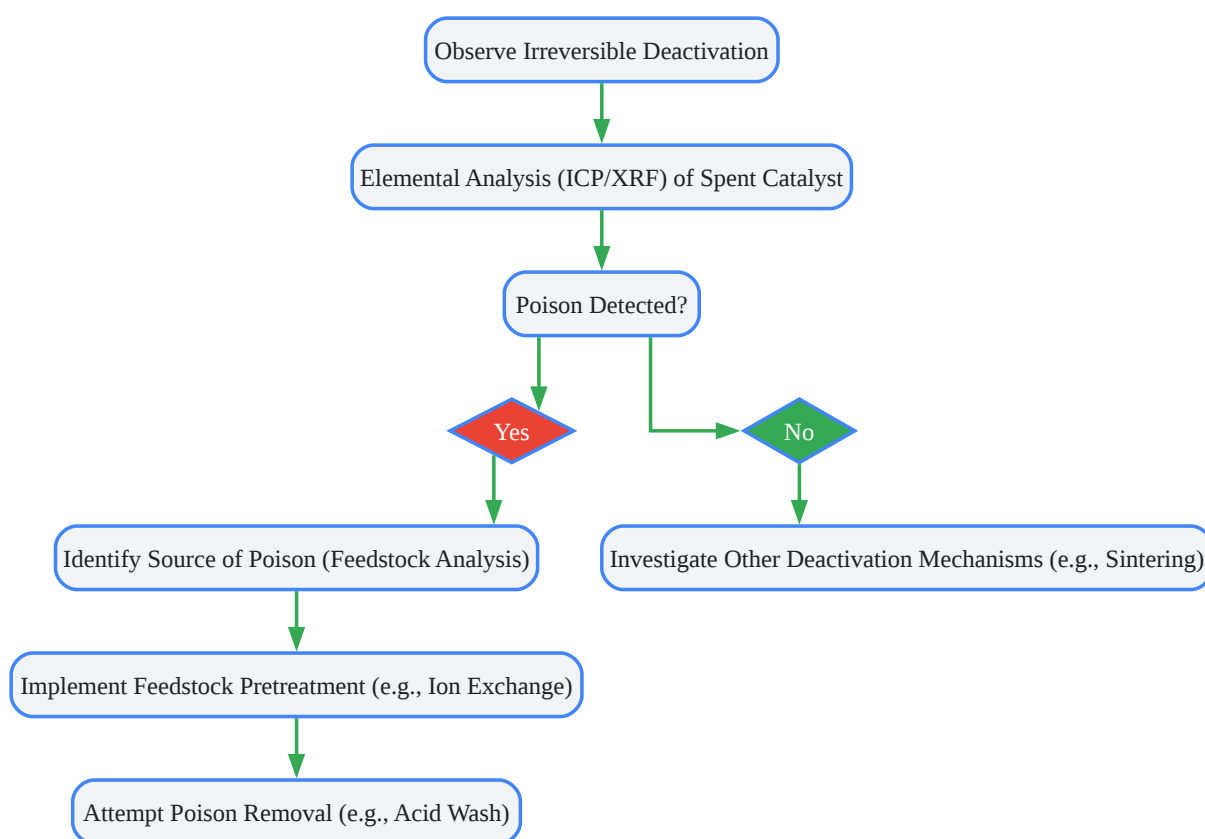 Observe Irreversible Deactivation
Elemental Analysis (ICP/XRF) of Spent Catalyst
Poison Detected?
Yes
No
Identify Source of Poison (Feedstock Analysis)
Investigate Other Deactivation Mechanisms (e.g., Sintering)
Implement Feedstock Pretreatment (e.g., Ion Exchange)
Attempt Poison Removal (e.g., Acid Wash)